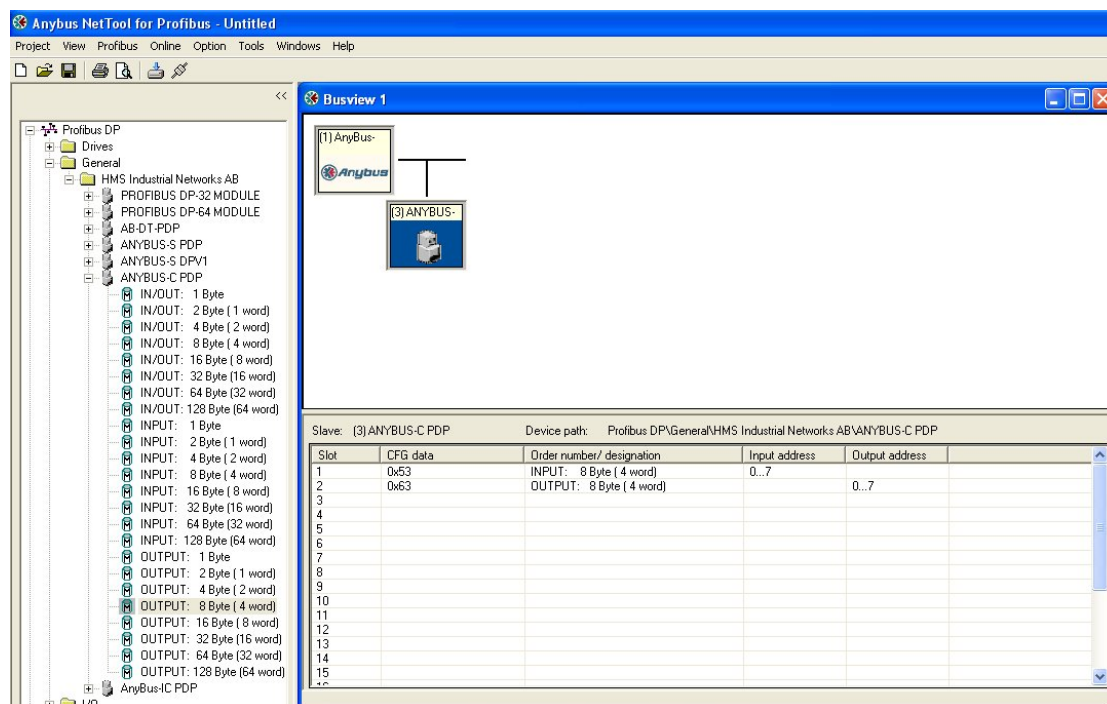 Anybus NetTool for Profibus - Untitled
Project View Profibus Online Option Tools Windows Help
<<
Profibus DP
Drives
General
HMS Industrial Networks AB
PROFIBUS DP-32 MODULE
PROFIBUS DP-64 MODULE
AB-DT-PDP
ANYBUS-S PDP
ANYBUS-S DPV1
ANYBUS-C PDP
IN/OUT: 1 Byte
IN/OUT: 2 Byte ( 1 word)
IN/OUT: 4 Byte ( 2 word)
IN/OUT: 8 Byte ( 4 word)
IN/OUT: 16 Byte ( 8 word)
IN/OUT: 32 Byte (16 word)
IN/OUT: 64 Byte (32 word)
IN/OUT: 128 Byte (64 word)
INPUT: 1 Byte
INPUT: 2 Byte ( 1 word)
INPUT: 4 Byte ( 2 word)
INPUT: 8 Byte ( 4 word)
INPUT: 16 Byte ( 8 word)
INPUT: 32 Byte (16 word)
INPUT: 64 Byte (32 word)
INPUT: 128 Byte (64 word)
OUTPUT: 1 Byte
OUTPUT: 2 Byte ( 1 word)
OUTPUT: 4 Byte ( 2 word)
OUTPUT: 8 Byte ( 4 word)
OUTPUT: 16 Byte ( 8 word)
OUTPUT: 32 Byte (16 word)
OUTPUT: 64 Byte (32 word)
OUTPUT: 128 Byte (64 word)
AnyBus-IC PDP
I/O
Busview 1
(1) AnyBus-
Anybus
(3) ANYBUS-
Slave: (3) ANYBUS-C PDP Device path: Profibus DP\General\HMS Industrial Networks AB\ANYBUS-C PDP
Slot CFG data Order number/ designation Input address Output address
1 0x53 INPUT: 8 Byte ( 4 word) 0...7
2 0x63 OUTPUT: 8 Byte ( 4 word) 0...7
3
4
5
6
7
8
9
10
11
12
13
14
15